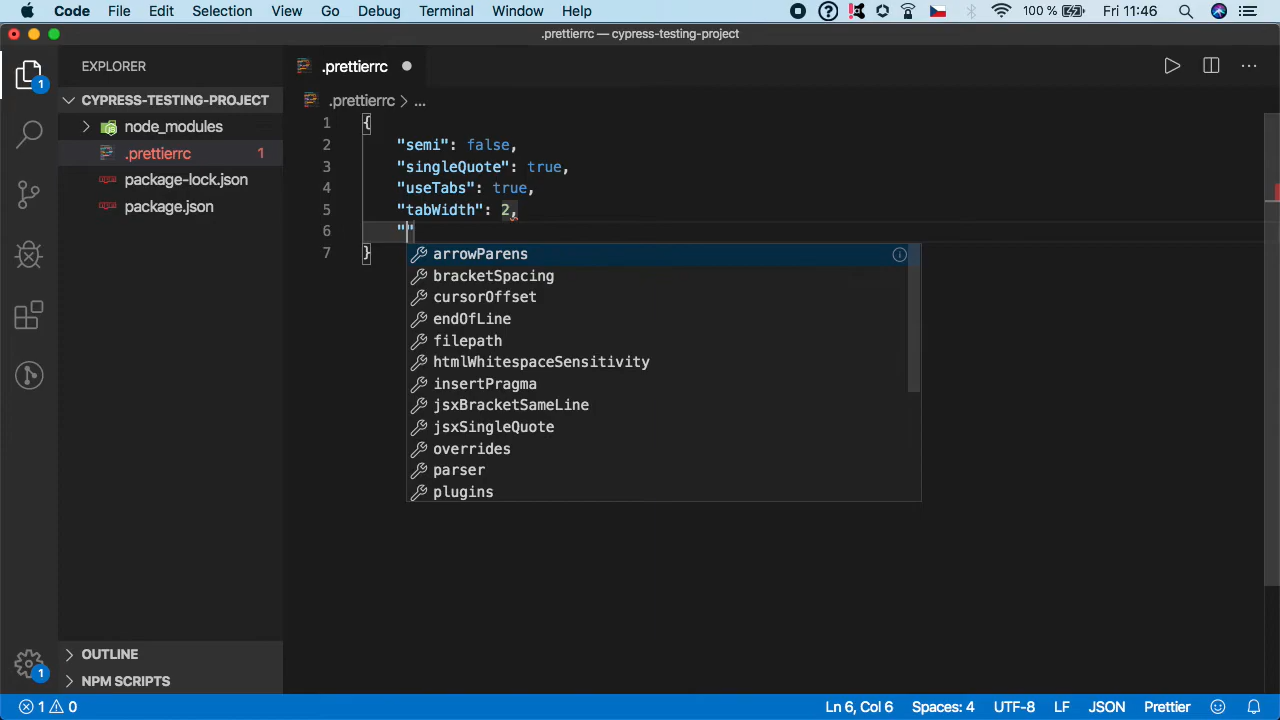 Code File Edit Selection View Go Debug Terminal Window Help 100 % Fri 11:46
.prettierrc — cypress-testing-project
EXPLORER
.prettierrc
CYPRESS-TESTING-PROJECT
.prettierrc > ...
node_modules
.prettierrc 1
package-lock.json
package.json
1 {
2 "semi": false,
3 "singleQuote": true,
4 "useTabs": true,
5 "tabWidth": 2,
6 ""
7 }
arrowParens
bracketSpacing
cursorOffset
endOfLine
filepath
htmlWhitespaceSensitivity
insertPragma
jsxBracketSameLine
jsxSingleQuote
overrides
parser
plugins
1
1
OUTLINE
NPM SCRIPTS
1 0 Ln 6, Col 6 Spaces: 4 UTF-8 LF JSON Prettier